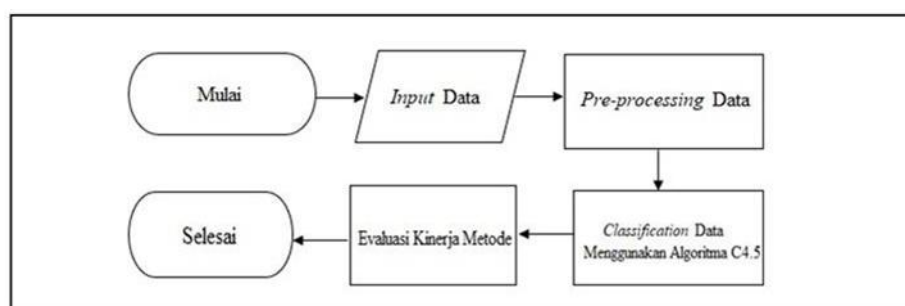 Mulai
Input Data
Pre-processing Data
Classification Data
Menggunakan Algoritma C4.5
Evaluasi Kinerja Metode
Selesai